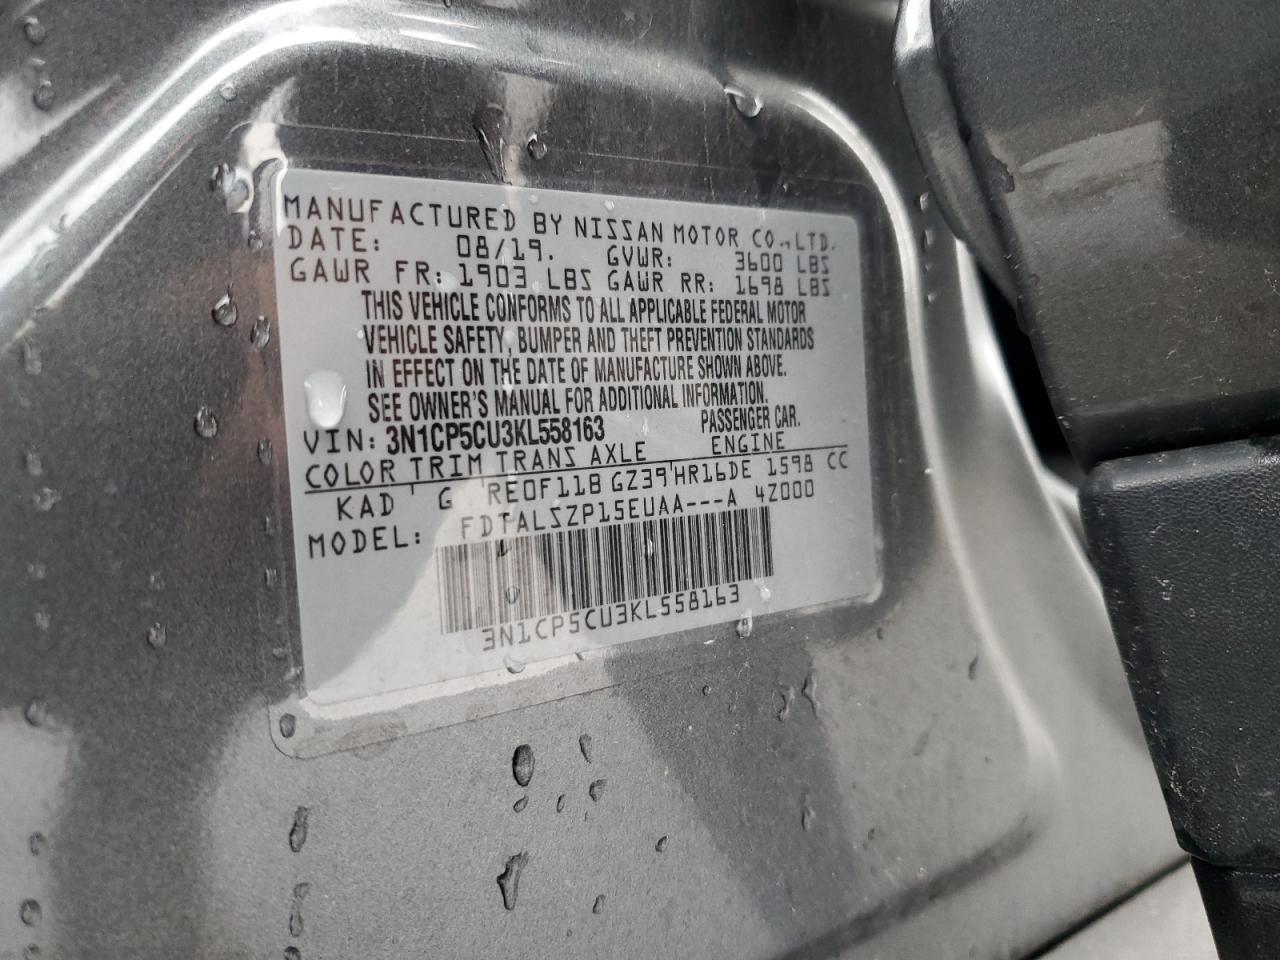 MANUFACTURED BY NISSAN MOTOR CO.,LTD.
DATE: 08/19. GVWR: 3600 LBS
GAWR FR: 1903 LBS GAWR RR: 1698 LBS
THIS VEHICLE CONFORMS TO ALL APPLICABLE FEDERAL MOTOR
VEHICLE SAFETY, BUMPER AND THEFT PREVENTION STANDARDS
IN EFFECT ON THE DATE OF MANUFACTURE SHOWN ABOVE.
SEE OWNER'S MANUAL FOR ADDITIONAL INFORMATION.
VIN: 3N1CP5CU3KL558163 PASSENGER CAR.
COLOR TRIM TRANS AXLE ENGINE
KAD G RE0F11B GZ39 HR16DE 1598 CC
MODEL: FDTALSZP15EUAA---A 4Z000
3N1CP5CU3KL558163